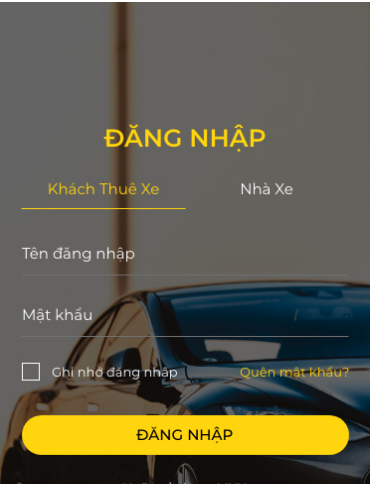 ĐĂNG NHẬP
Khách Thuê Xe Nhà Xe
Tên đăng nhập
Mật khẩu
Ghi nhớ đăng nhập Quên mật khẩu?
ĐĂNG NHẬP